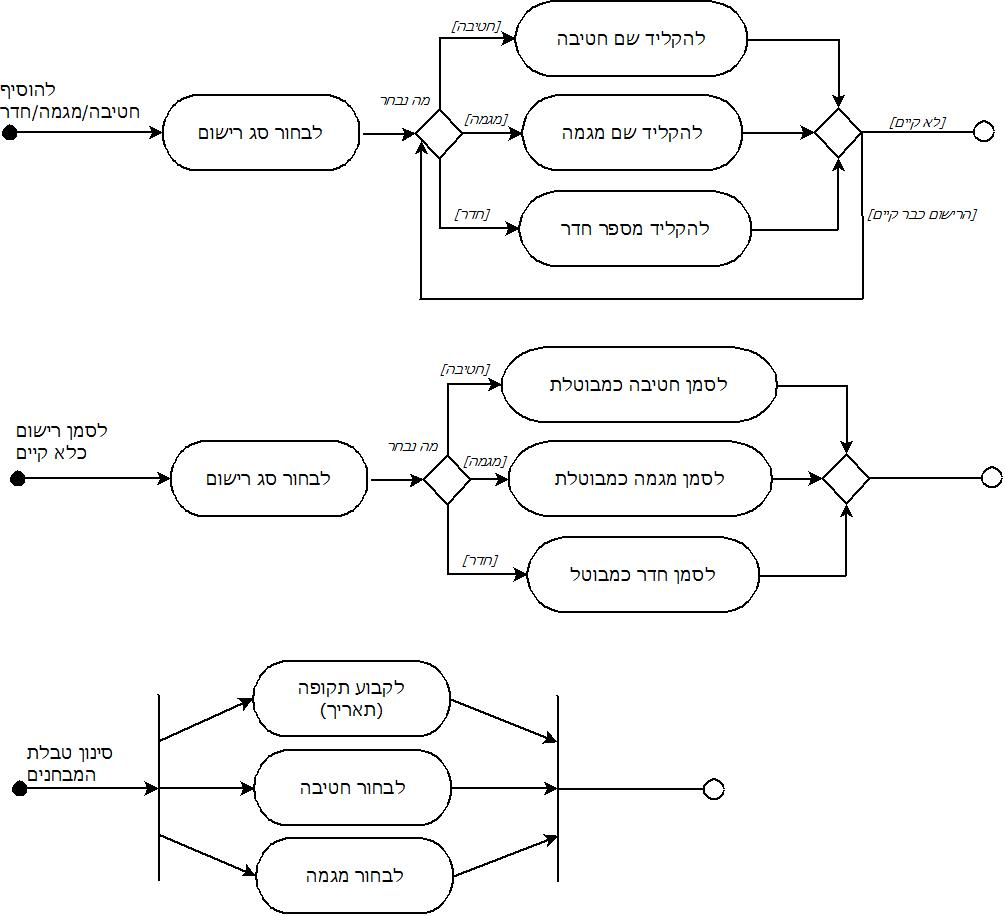 להוסיף
חטיבה/מגמה/חדר
לבחור סג רישום
מה נבחר
[חטיבה]
להקליד שם חטיבה
[מגמה]
להקליד שם מגמה
[חדר]
להקליד מספר חדר
[לא קיים]
[הרישום כבר קיים]
לסמן רישום
כלא קיים
לבחור סג רישום
מה נבחר
[חטיבה]
לסמן חטיבה כמבוטלת
[מגמה]
לסמן מגמה כמבוטלת
[חדר]
לסמן חדר כמבוטל
סינון טבלת
המבחנים
לקבוע תקופה
(תאריך)
לבחור חטיבה
לבחור מגמה